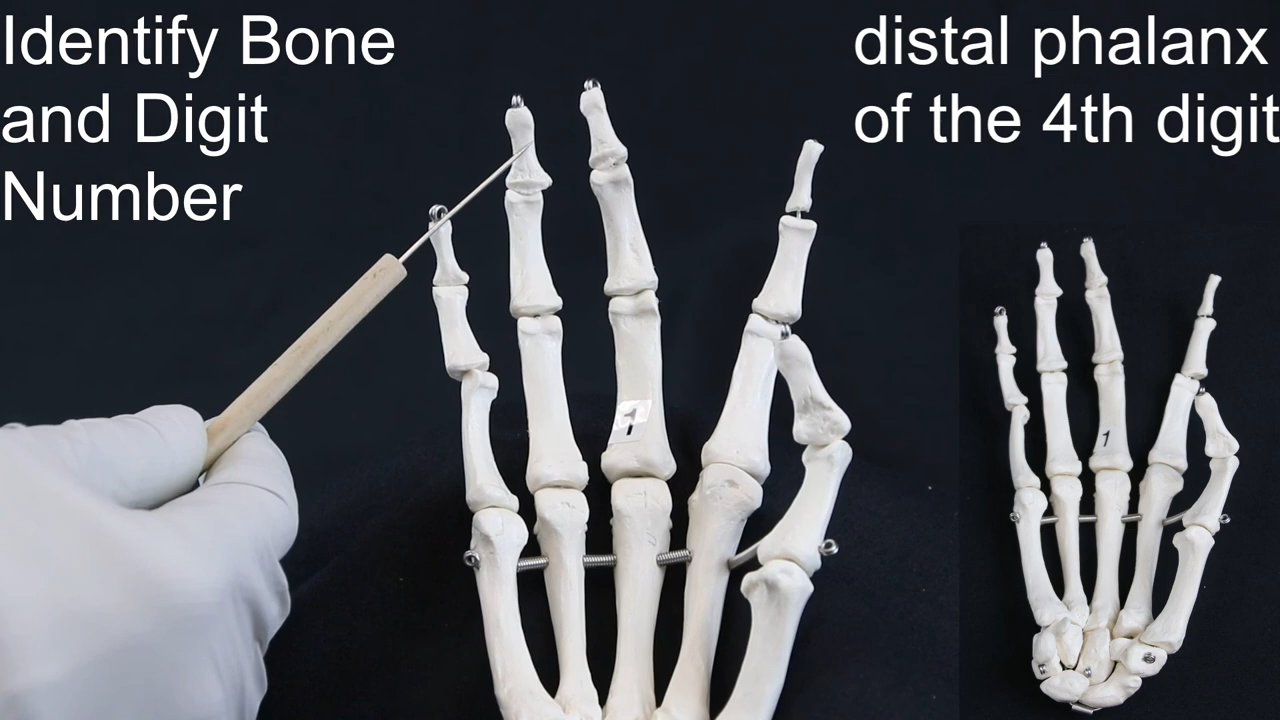 Identify Bone
and Digit
Number
distal phalanx
of the 4th digit
1
1